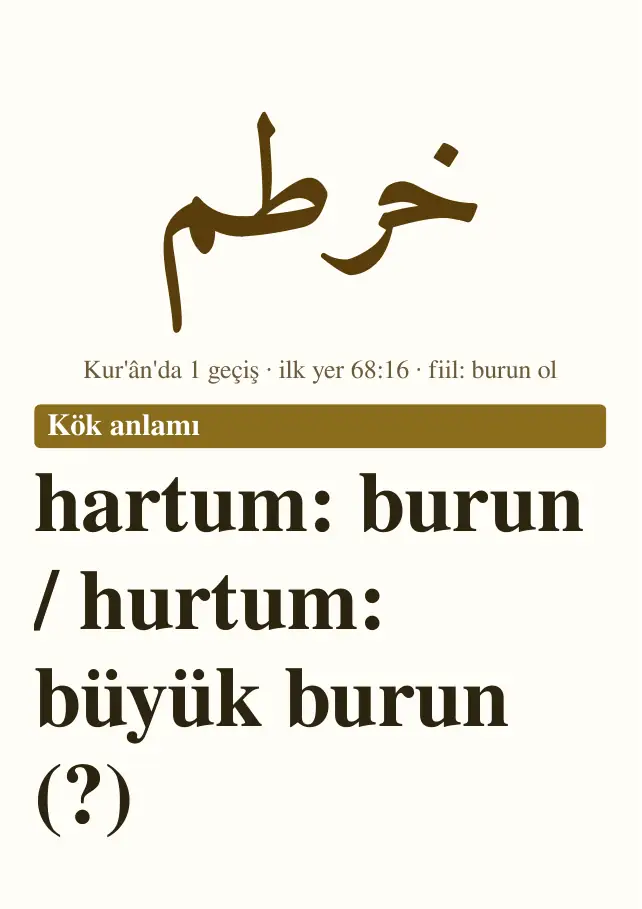 خرطم
Kur'ân'da 1 geçiş · ilk yer 68:16 · fiil: burun ol
Kök anlamı
hartum: burun
/ hurtum:
büyük burun
(?)